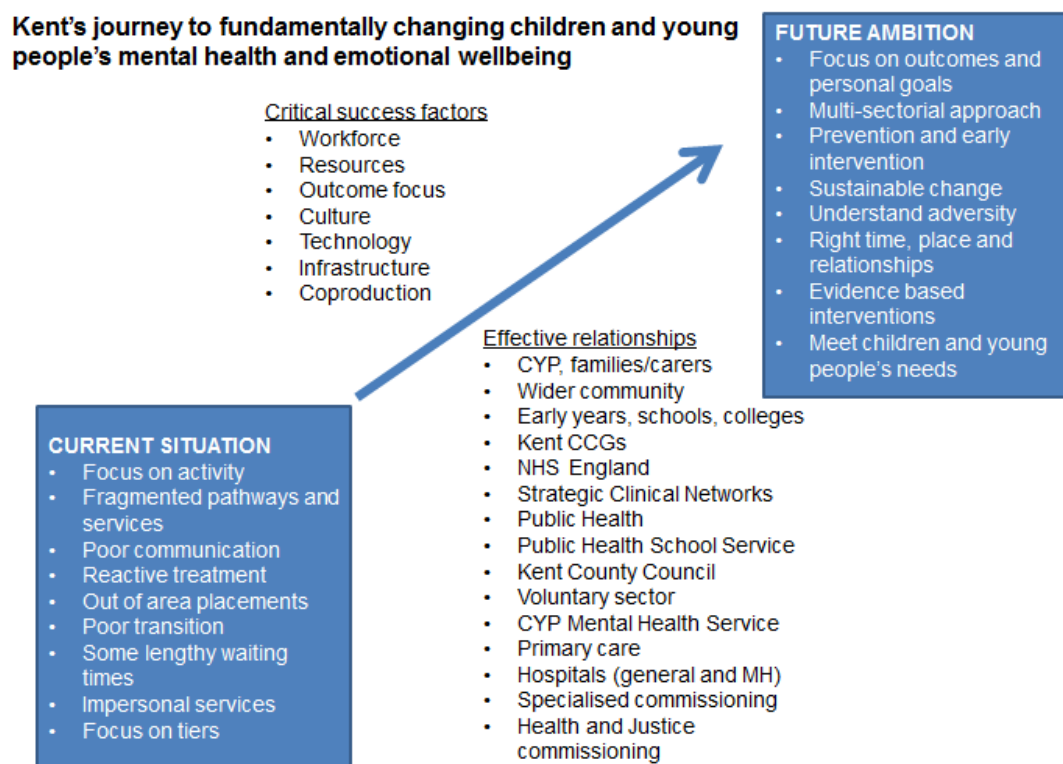 Kent's journey to fundamentally changing children and young
people's mental health and emotional wellbeing
FUTURE AMBITION
• Focus on outcomes and
personal goals
• Multi-sectorial approach
• Prevention and early
intervention
• Sustainable change
• Understand adversity
• Right time, place and
relationships
• Evidence based
interventions
• Meet children and young
people's needs
Critical success factors
• Workforce
• Resources
• Outcome focus
• Culture
• Technology
• Infrastructure
• Coproduction
Effective relationships
• CYP, families/carers
• Wider community
• Early years, schools, colleges
• Kent CCGs
• NHS England
• Strategic Clinical Networks
• Public Health
• Public Health School Service
• Kent County Council
• Voluntary sector
• CYP Mental Health Service
• Primary care
• Hospitals (general and MH)
• Specialised commissioning
• Health and Justice
commissioning
CURRENT SITUATION
• Focus on activity
• Fragmented pathways and
services
• Poor communication
• Reactive treatment
• Out of area placements
• Poor transition
• Some lengthy waiting
times
• Impersonal services
• Focus on tiers